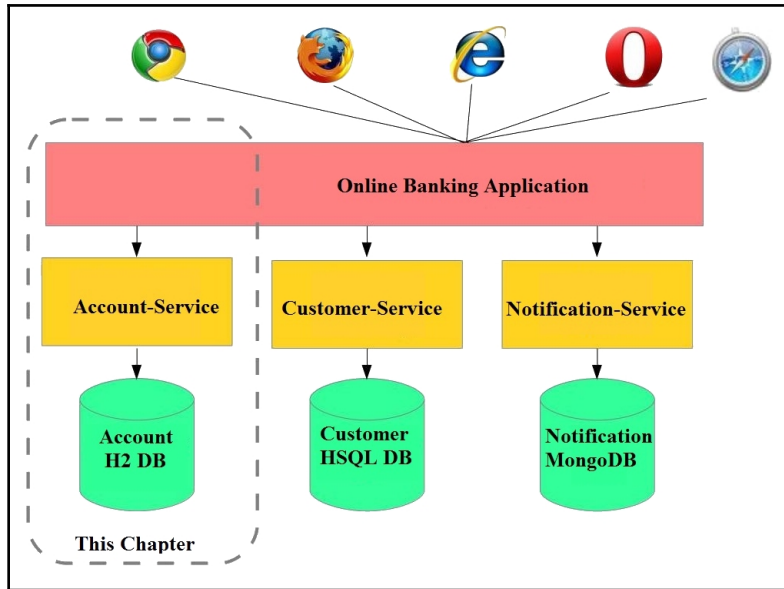 Online Banking Application
Account-Service
Customer-Service
Notification-Service
Account
H2 DB
Customer
HSQL DB
Notification
MongoDB
This Chapter